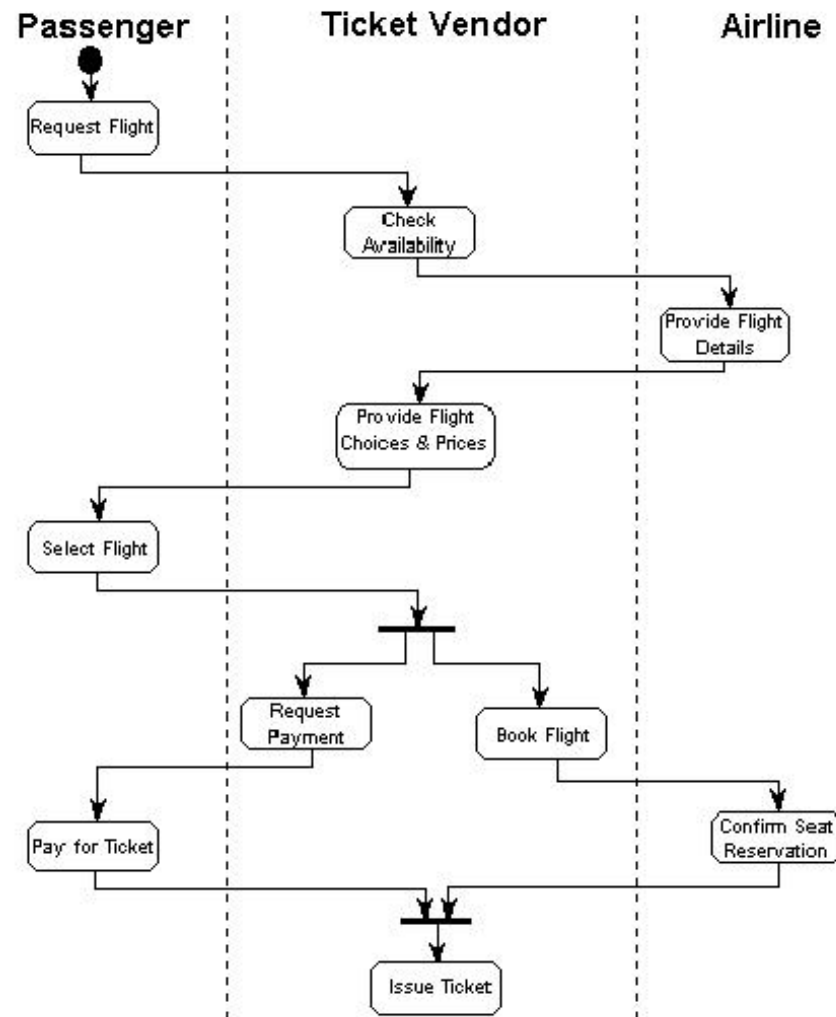 Passenger
Ticket Vendor
Airline
Request Flight
Check
Availability
Provide Flight
Details
Provide Flight
Choices & Prices
Select Flight
Request
Payment
Book Flight
Pay for Ticket
Confirm Seat
Reservation
Issue Ticket